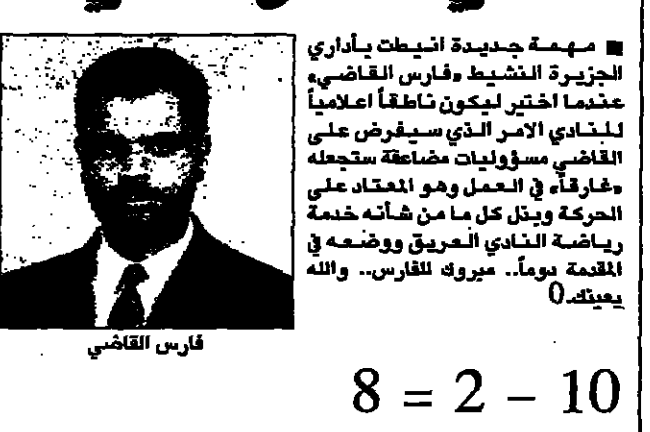 ■ مهمة جديدة انيطت بأداري
الجزيرة النشيط «فارس القاضي»
عندما اختير ليكون ناطقاً اعلامياً
للنادي الامر الذي سيفرض على
القاضي مسؤوليات مضاعفة ستجعله
«غارقاً» في العمل وهو المعتاد على
الحركة وبذل كل ما من شأنه خدمة
رياضة النادي العريق ووضعه في
المقدمة دوماً.. مبروك للفارس.. والله
يعينك.0
فارس القاضي
10 – 2 = 8